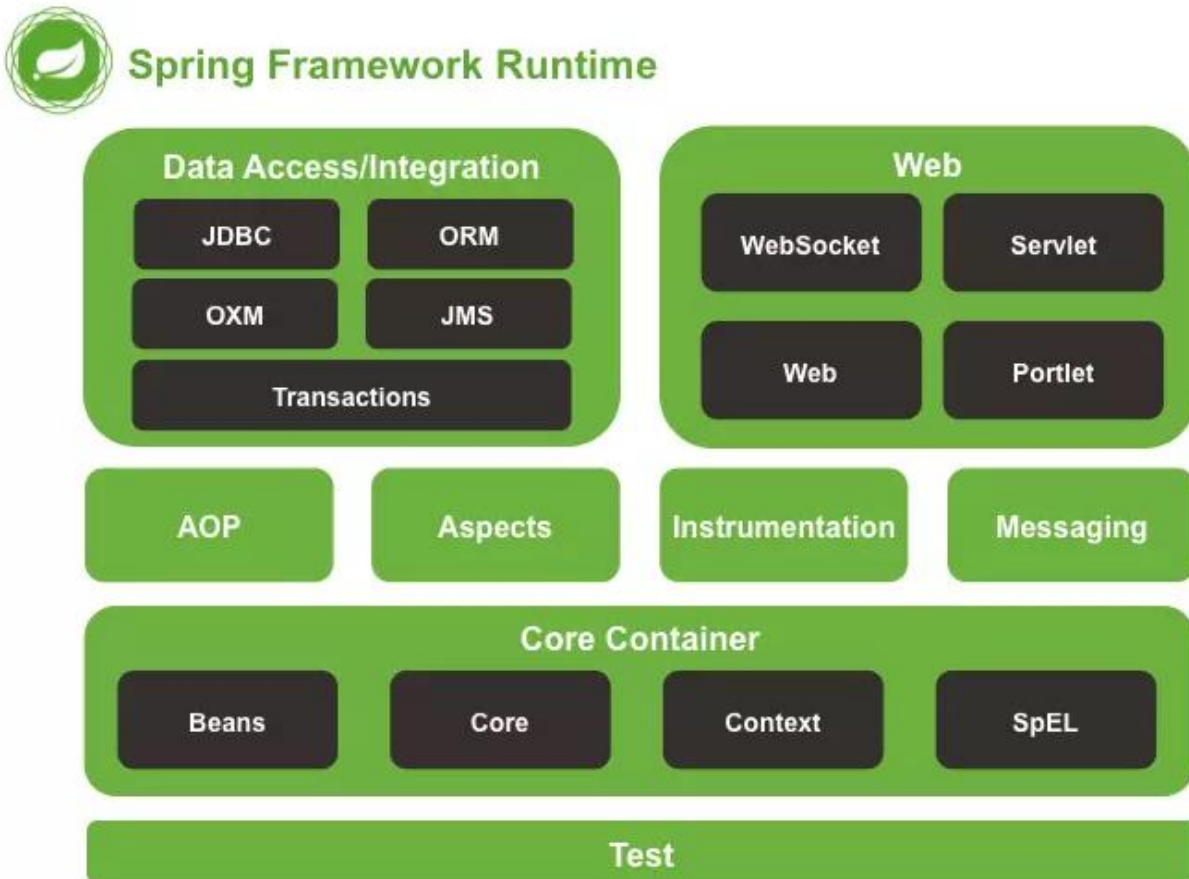 Spring Framework Runtime
Data Access/Integration
JDBC
ORM
OXM
JMS
Transactions
Web
WebSocket
Servlet
Web
Portlet
AOP
Aspects
Instrumentation
Messaging
Core Container
Beans
Core
Context
SpEL
Test